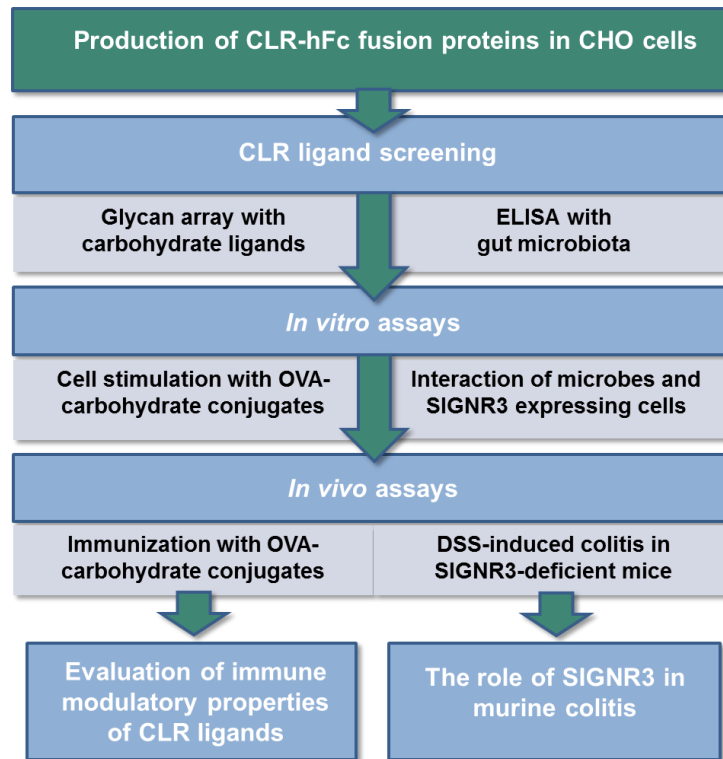 Production of CLR-hFc fusion proteins in CHO cells
CLR ligand screening
Glycan array with
carbohydrate ligands
ELISA with
gut microbiota
In vitro assays
Cell stimulation with OVA-
carbohydrate conjugates
Interaction of microbes and
SIGNR3 expressing cells
In vivo assays
Immunization with OVA-
carbohydrate conjugates
DSS-induced colitis in
SIGNR3-deficient mice
Evaluation of immune
modulatory properties
of CLR ligands
The role of SIGNR3 in
murine colitis